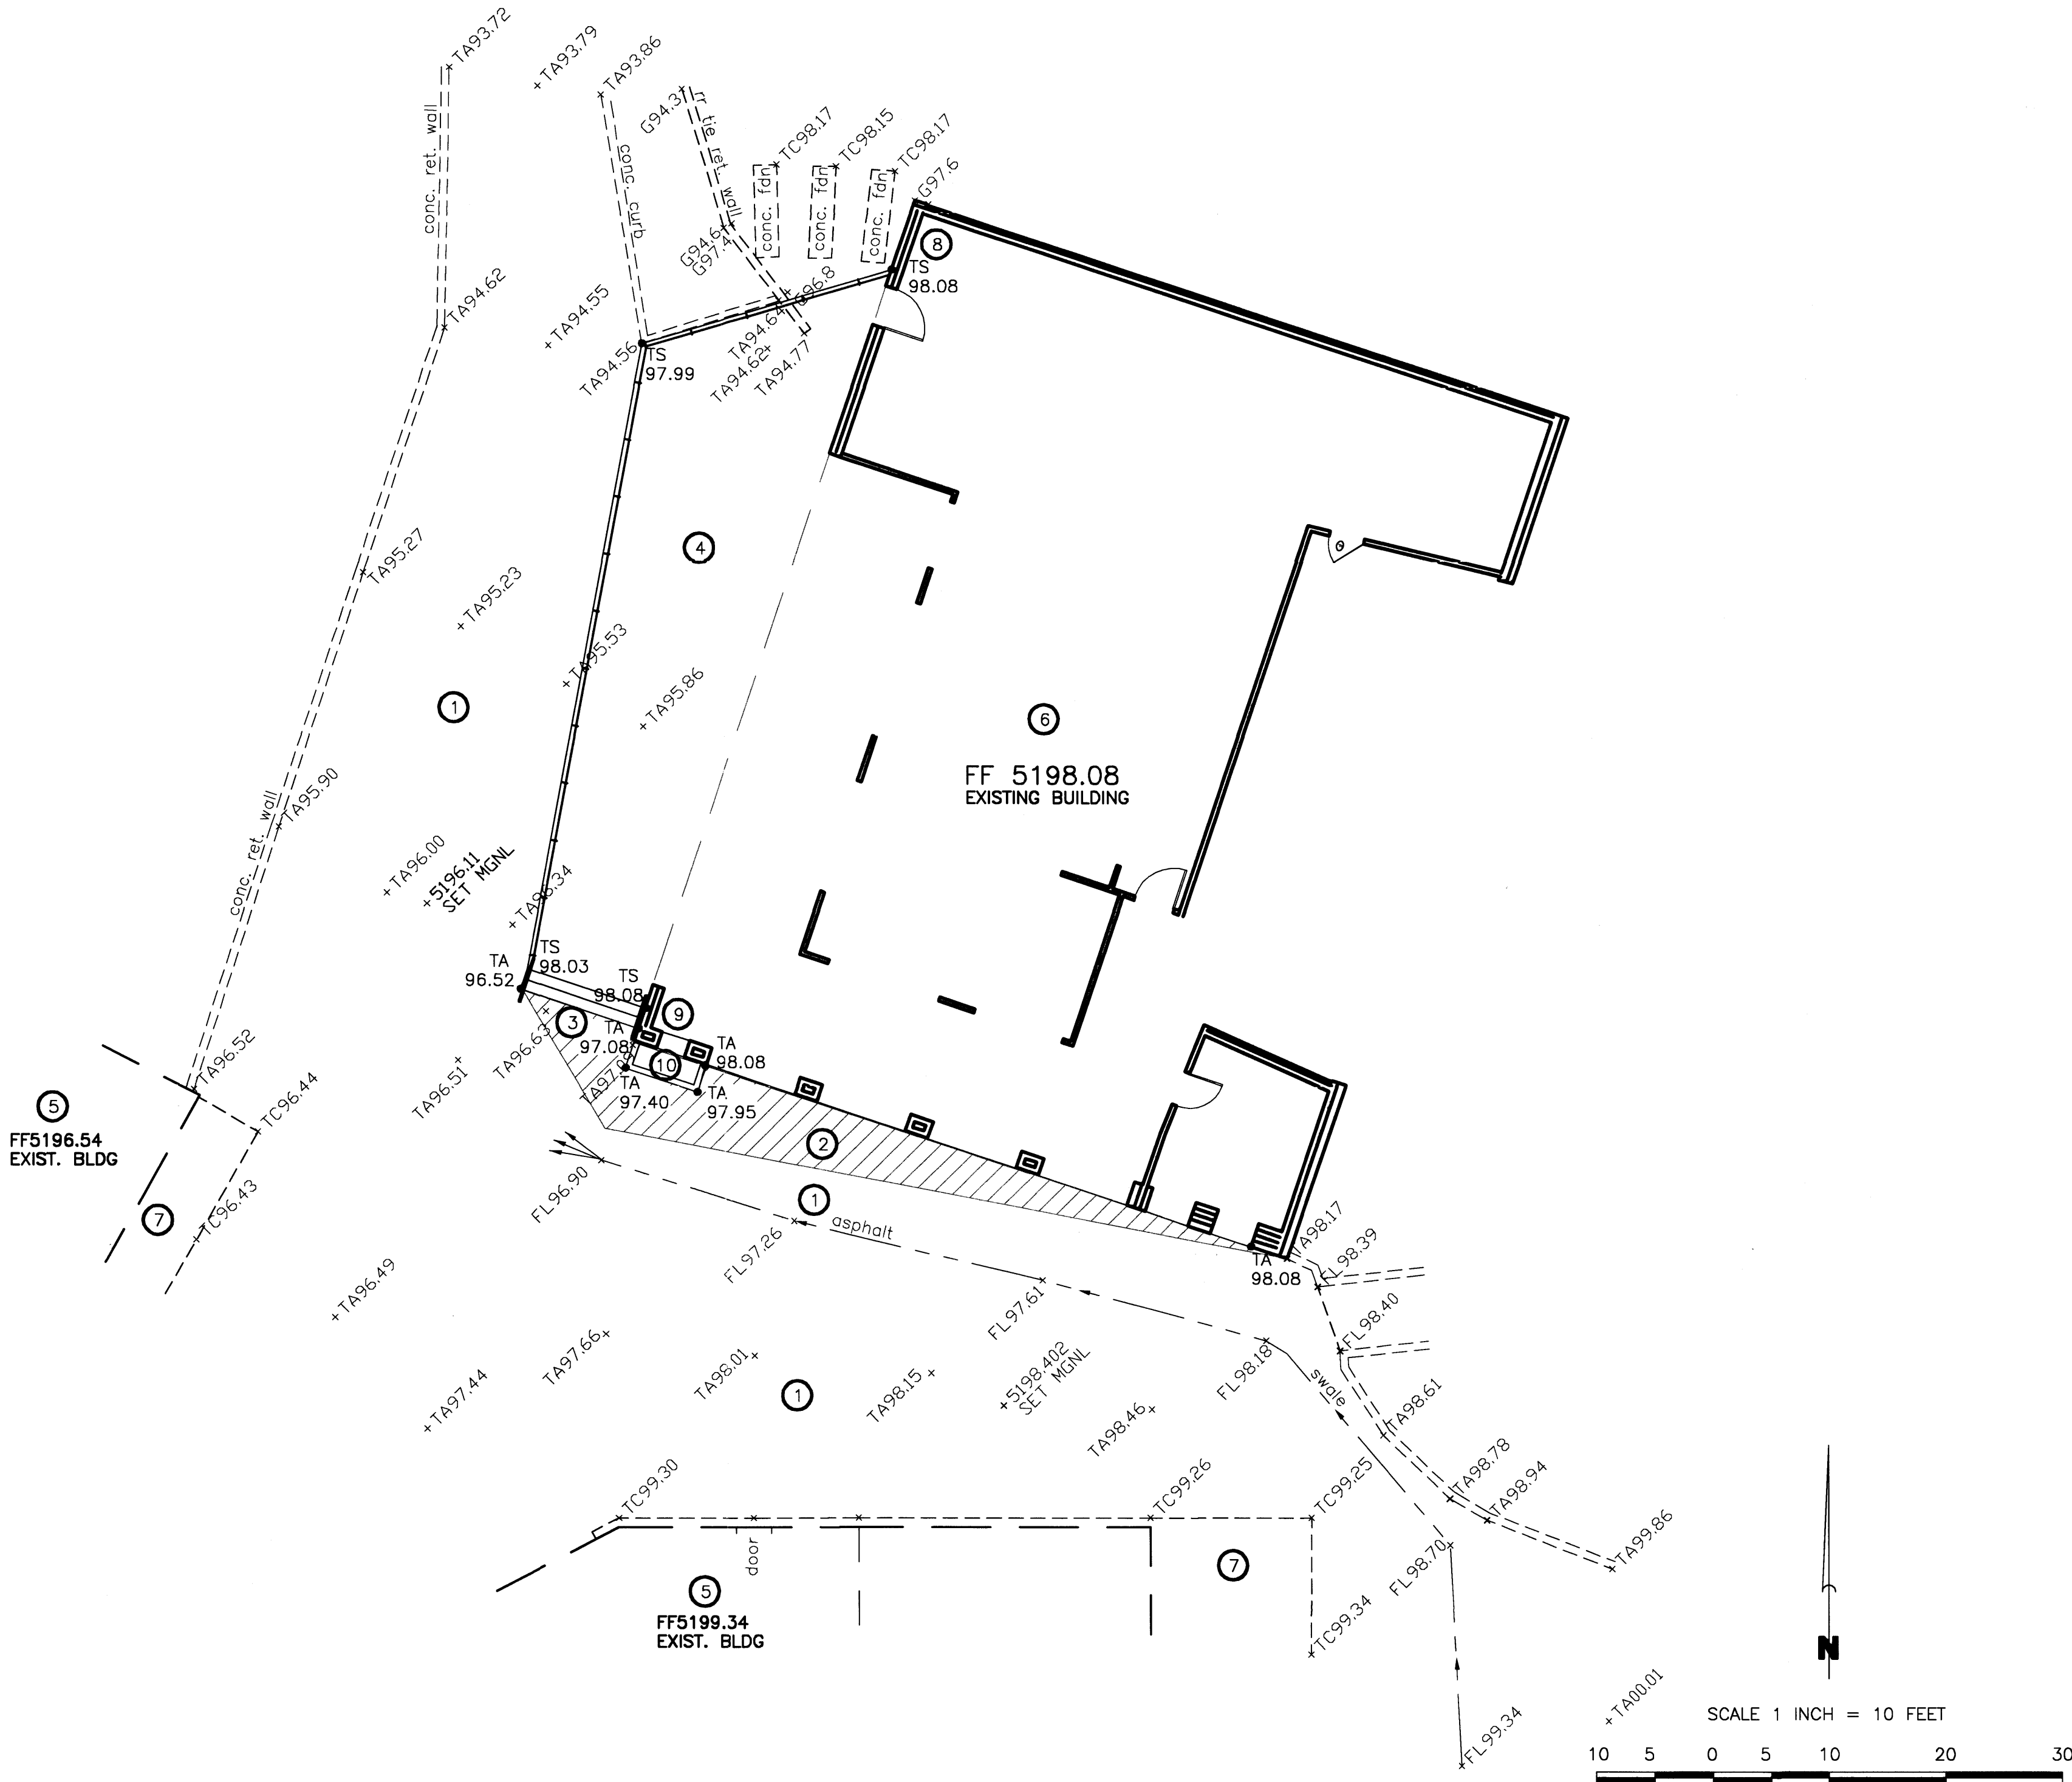 TA93.72
TA93.79
TA93.86
conc. ret. wall
conc. curb
G94.3
rr tie ret. wall
TC98.17
TC98.15
TC98.17
conc. fdn
conc. fdn
conc. fdn
G97.6
8
G94.6
G97.4
G96.8
TS
98.08
TA94.62
TA94.55
TA94.56
TS
97.99
TA94.64
TA94.62
TA94.77
4
TA95.27
TA95.23
TA95.53
TA95.86
1
6
FF 5198.08
EXISTING BUILDING
conc. ret. wall
TA95.90
TA96.00
5196.11
SET MGNL
TS
98.03
TA
96.52
TS
98.08
9
3
TA
97.08
10
TA
98.08
TA
97.40
TA
97.95
TA96.52
TC96.44
TA96.51
TA96.63
5
FF5196.54
EXIST. BLDG
7
TC96.43
2
1
FL96.90
asphalt
FL97.26
FL97.61
TA
98.08
TA98.17
FL98.39
FL98.40
FL98.18
swale
TA96.49
TA97.66
TA98.01
TA98.15
5198.402
SET MGNL
TA98.46
TA97.44
1
TA98.61
TA98.78
TA98.94
TA99.86
TC99.30
TC99.26
TC99.25
door
5
FF5199.34
EXIST. BLDG
7
FL98.70
TC99.34
FL99.34
TA00.01
N
SCALE 1 INCH = 10 FEET
10 5 0 5 10 20 30